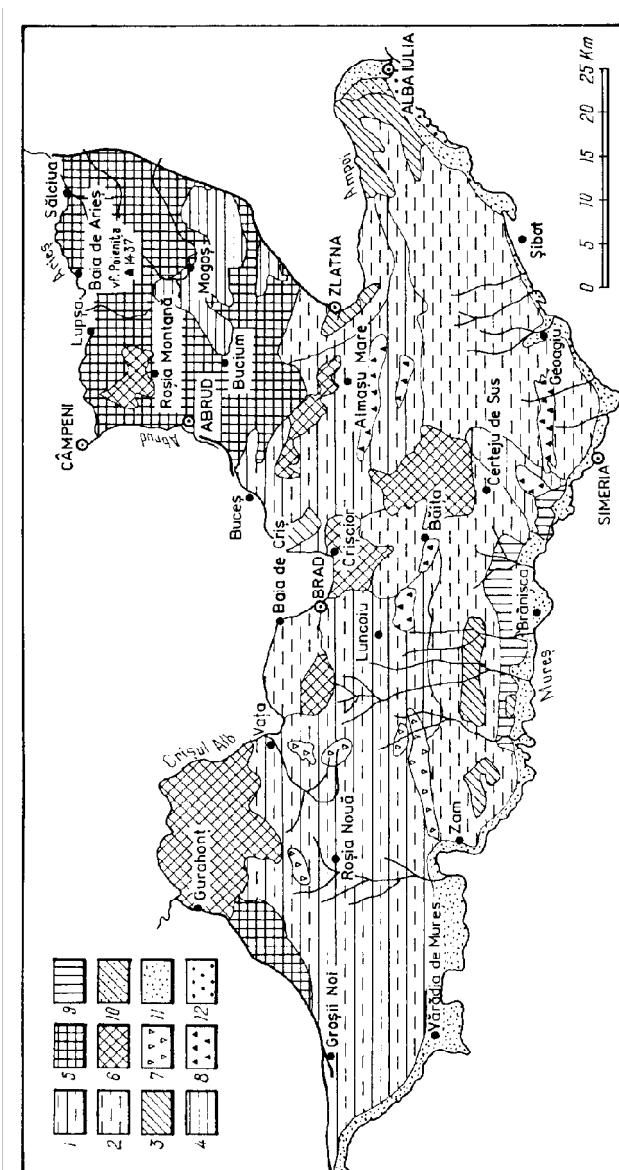 1 5 9
2 6 10
3 7 11
4 8 12
CÂMPENI
Lupșa
Arieș
Baia de Arieș
Sălciua
vf. Poienița
1437
Roșia Montană
Abrud
ABRUD
Mogoș
Bucium
Gurahonț
Crișul Alb
Vața
Baia de Criș
Buceș
BRAD
Crișcior
ZLATNA
Ampoi
Groșii Noi
Roșia Nouă
Luncoiu
Almașu Mare
ALBA IULIA
Băița
Vărădia de Mureș
Zam
Certeju de Sus
Geoagiu
Șibot
Mureș
Brănișca
SIMERIA
0 5 10 15 20 25 Km